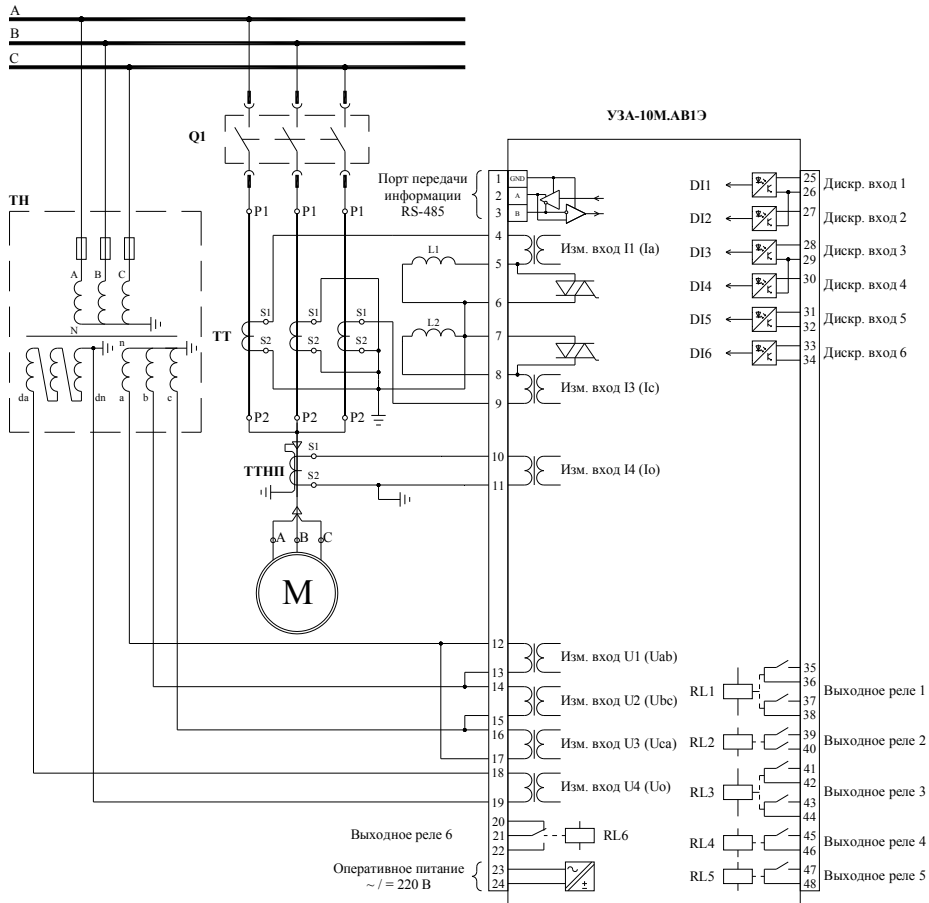 A
B
C
УЗА-10М.АВ1Э
Q1
ТН
A
B
C
N
n
da
dn
a
b
c
P1
P1
P1
ТТ
S1
S1
S1
S2
S2
S2
P2
P2
P2
ТТНП
S1
S2
A
B
C
M
L1
L2
Порт передачи
информации
RS-485
1
GND
2
A
3
B
4
5
Изм. вход I1 (Ia)
6
7
8
9
Изм. вход I3 (Ic)
10
11
Изм. вход I4 (Io)
12
13
Изм. вход U1 (Uab)
14
15
Изм. вход U2 (Ubc)
16
17
Изм. вход U3 (Uca)
18
19
Изм. вход U4 (Uo)
Выходное реле 6
20
21
22
RL6
Оперативное питание
~ / = 220 В
23
24
~
±
DI1
25
26
Дискр. вход 1
DI2
27
Дискр. вход 2
DI3
28
29
Дискр. вход 3
DI4
30
Дискр. вход 4
DI5
31
32
Дискр. вход 5
DI6
33
34
Дискр. вход 6
RL1
35
36
37
38
Выходное реле 1
RL2
39
40
Выходное реле 2
RL3
41
42
43
44
Выходное реле 3
RL4
45
46
Выходное реле 4
RL5
47
48
Выходное реле 5